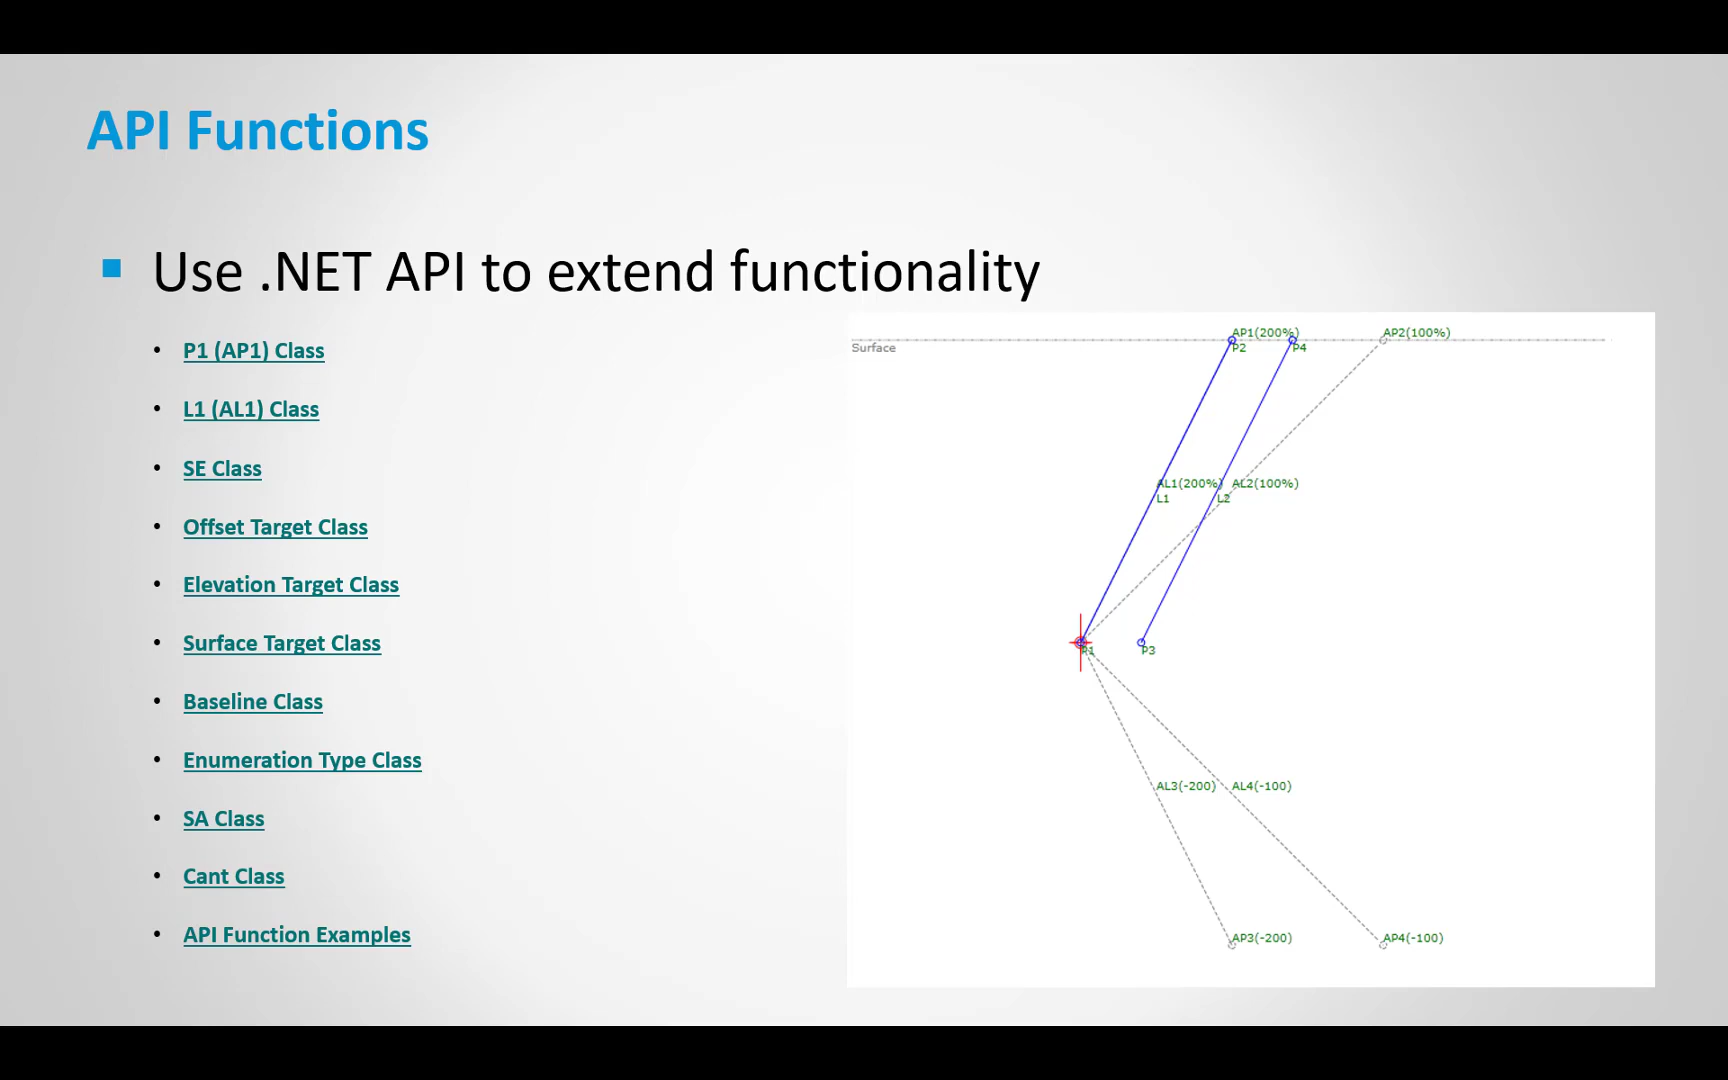 API Functions
Use .NET API to extend functionality
P1 (AP1) Class
L1 (AL1) Class
SE Class
Offset Target Class
Elevation Target Class
Surface Target Class
Baseline Class
Enumeration Type Class
SA Class
Cant Class
API Function Examples
AP1(200%) AP2(100%)
Surface P2 P4
AL1(200%) AL2(100%)
L1 L2
P1 P3
AL3(-200) AL4(-100)
AP3(-200) AP4(-100)